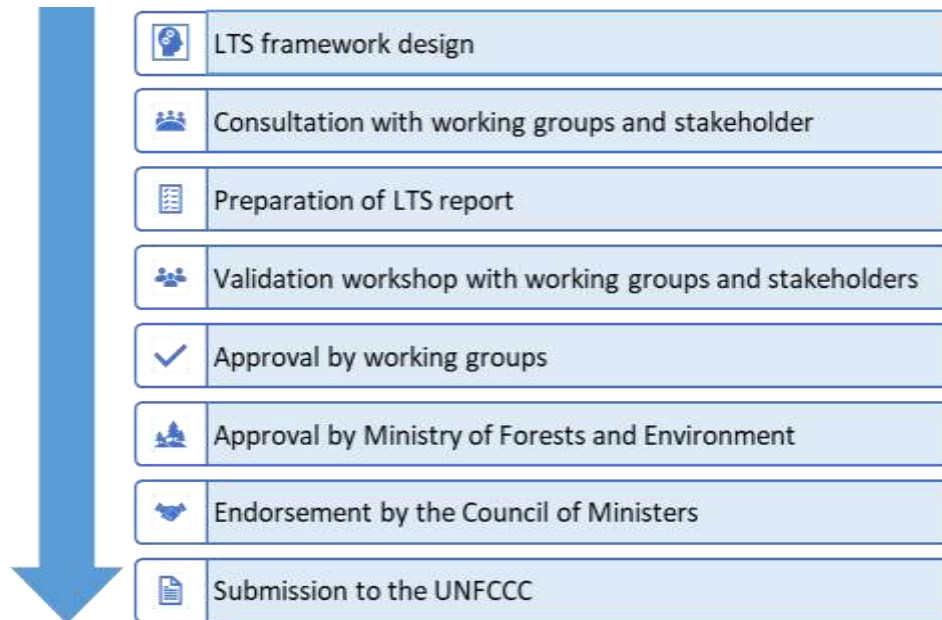 LTS framework design
Consultation with working groups and stakeholder
Preparation of LTS report
Validation workshop with working groups and stakeholders
Approval by working groups
Approval by Ministry of Forests and Environment
Endorsement by the Council of Ministers
Submission to the UNFCCC